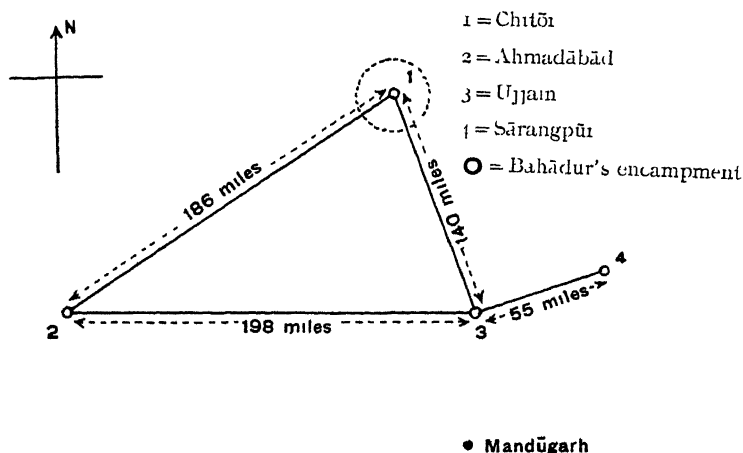 N
1 = Chitōr
2 = Ahmadābād
3 = Ujjain
4 = Sārangpūr
O = Bahādur's encampment
1
186 miles
140 miles
4
55 miles
2
198 miles
3
Mandūgarh